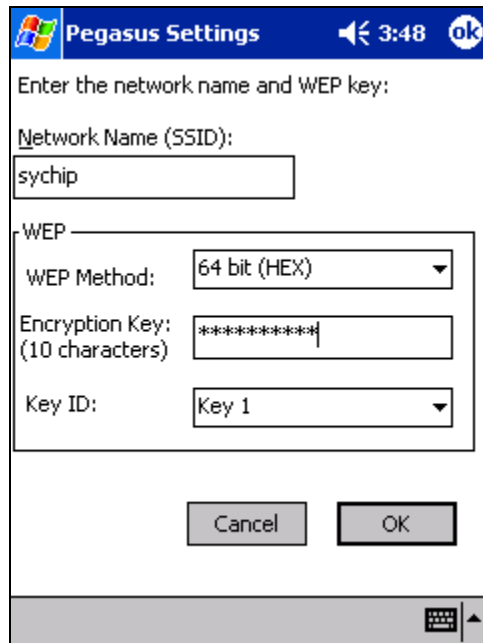 Pegasus Settings 3:48 ok
Enter the network name and WEP key:
Network Name (SSID):
sychip
WEP
WEP Method: 64 bit (HEX)
Encryption Key: **********
(10 characters)
Key ID: Key 1
Cancel OK